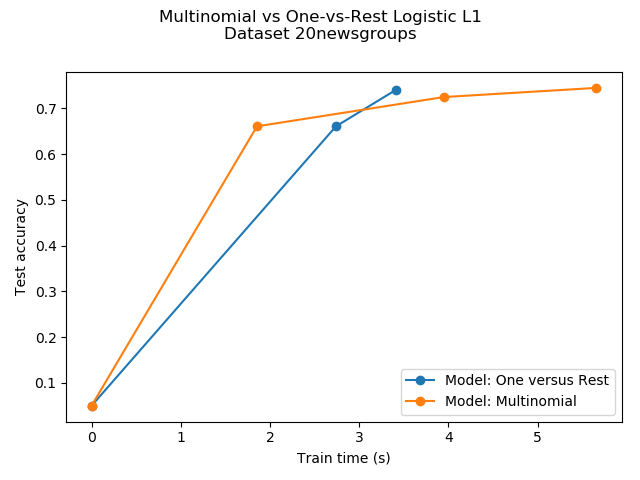 Multinomial vs One-vs-Rest Logistic L1
Dataset 20newsgroups
0.7
0.6
0.5
0.4
0.3
0.2
0.1
Test accuracy
Model: One versus Rest
Model: Multinomial
0 1 2 3 4 5
Train time (s)